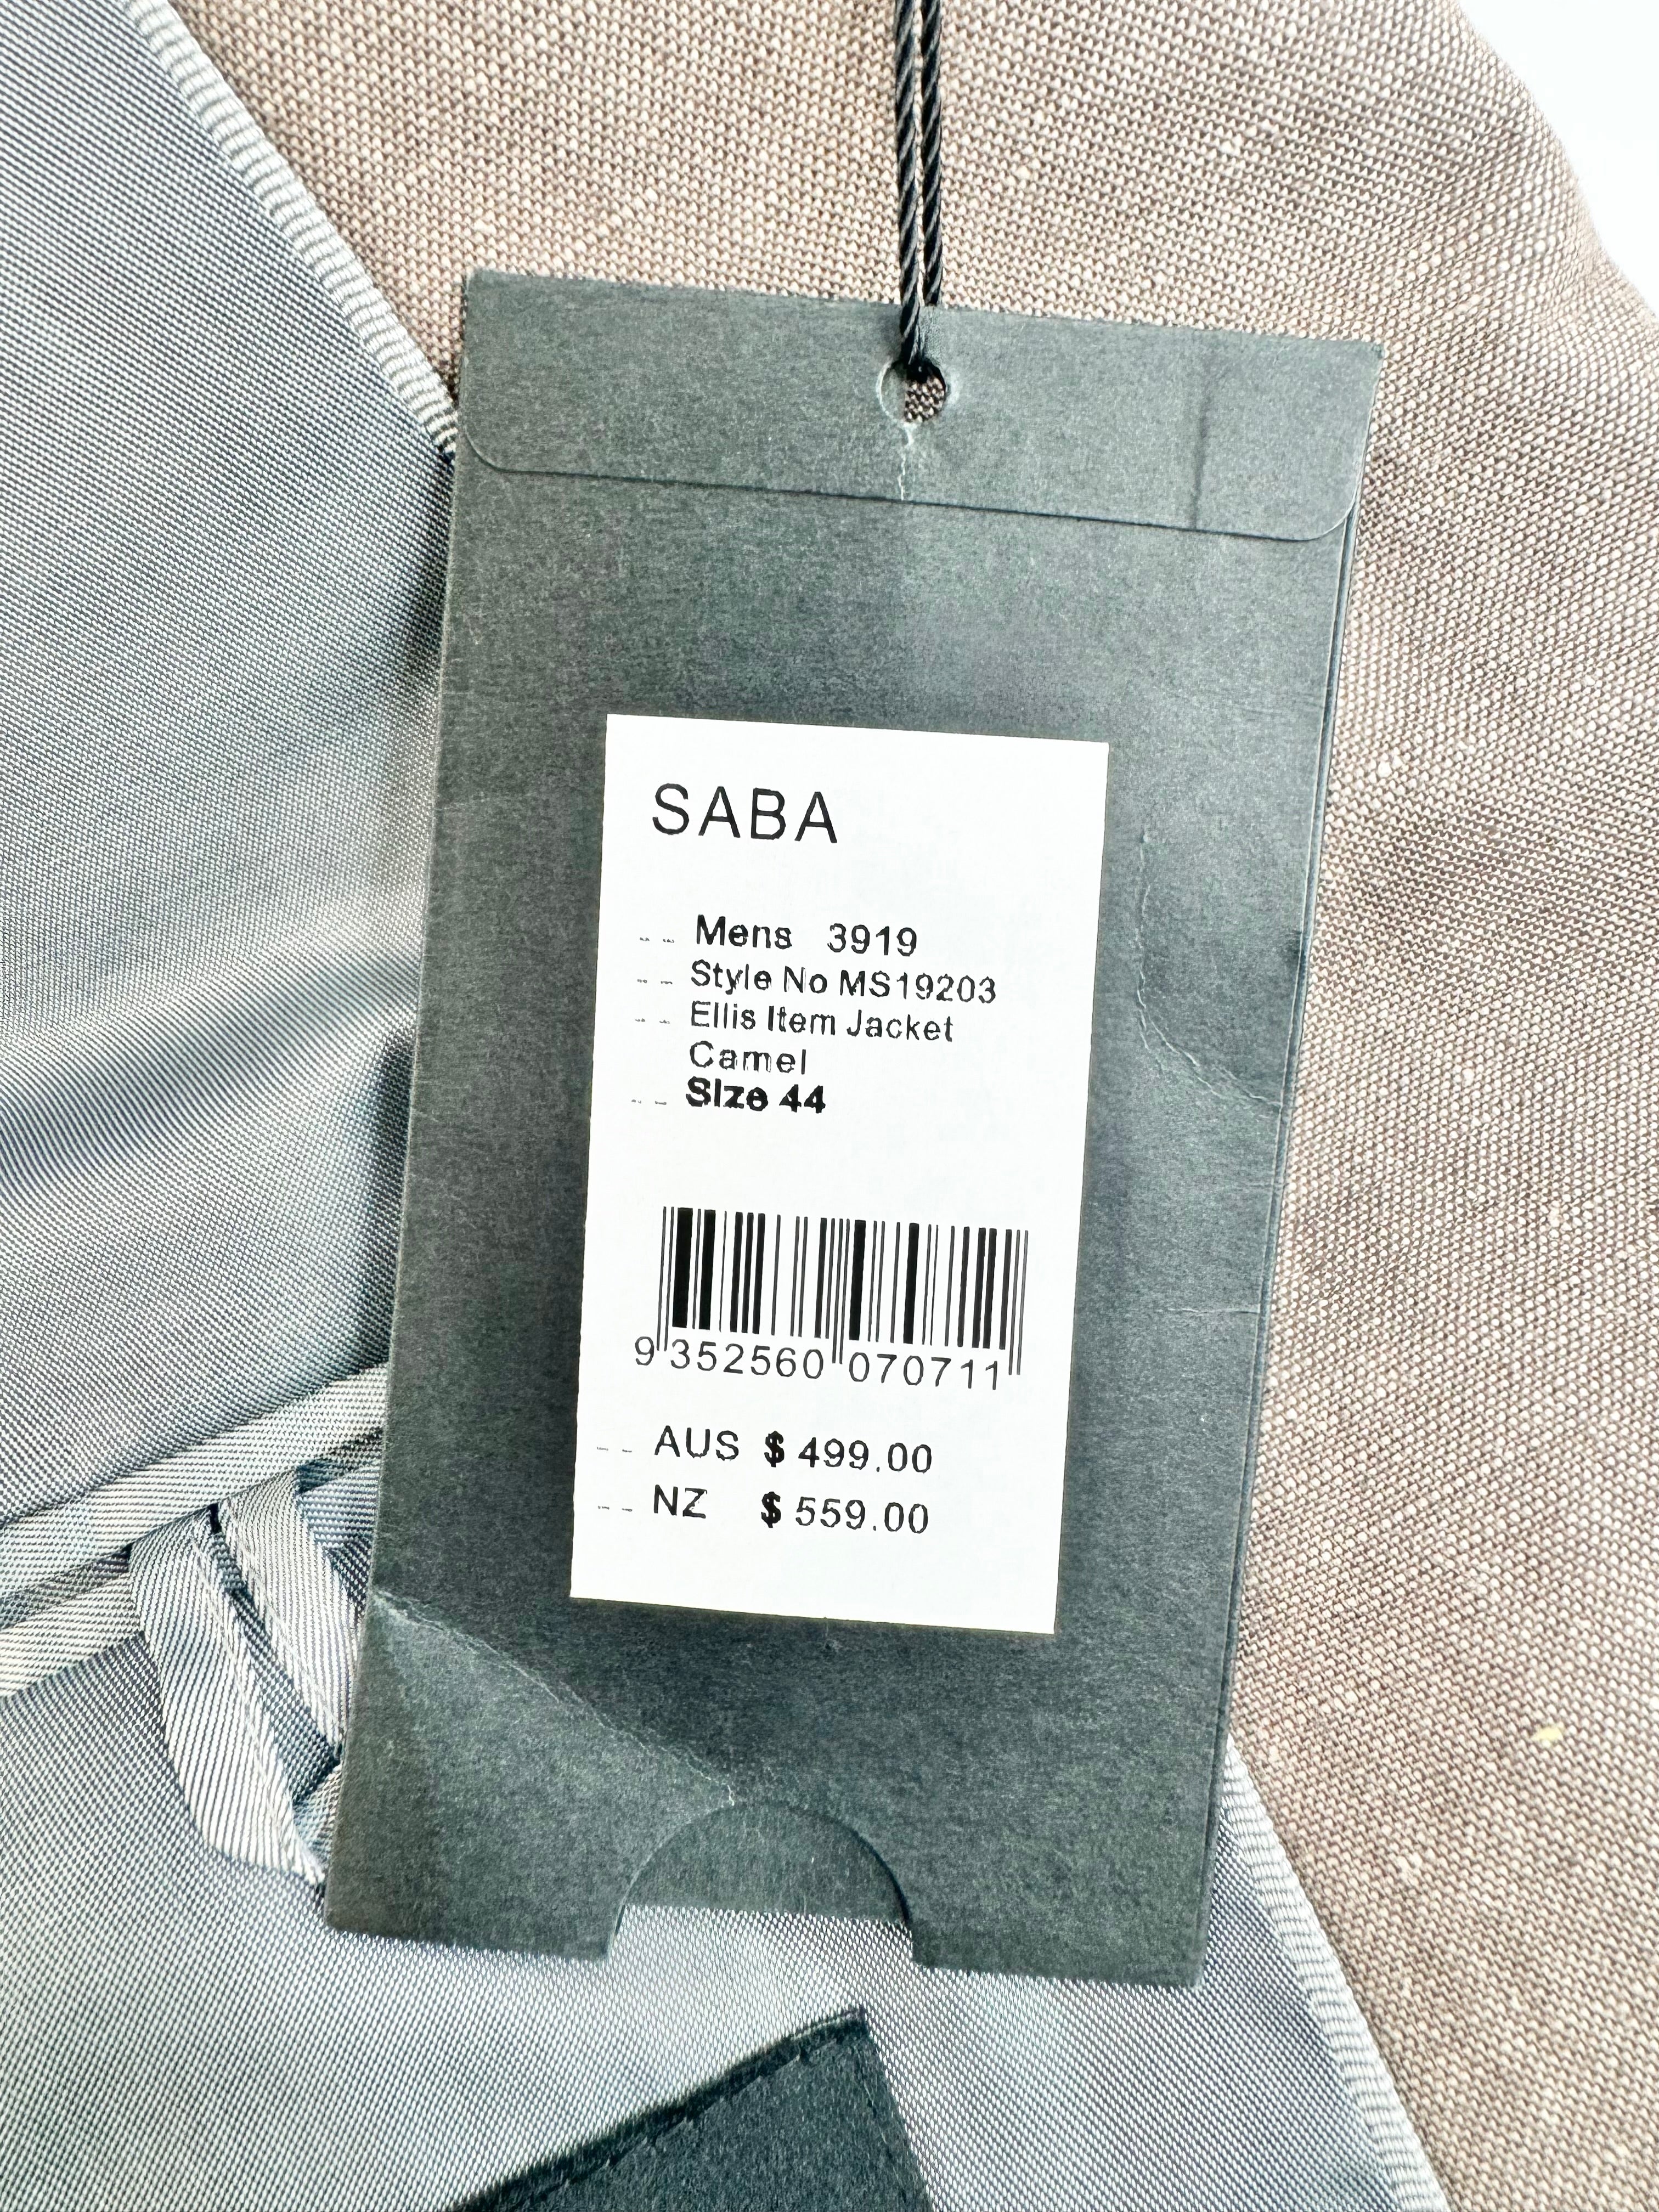 SABA
Mens 3919
Style No MS19203
Ellis Item Jacket
Camel
Size 44
9 352560 070711
AUS $ 499.00
NZ $ 559.00